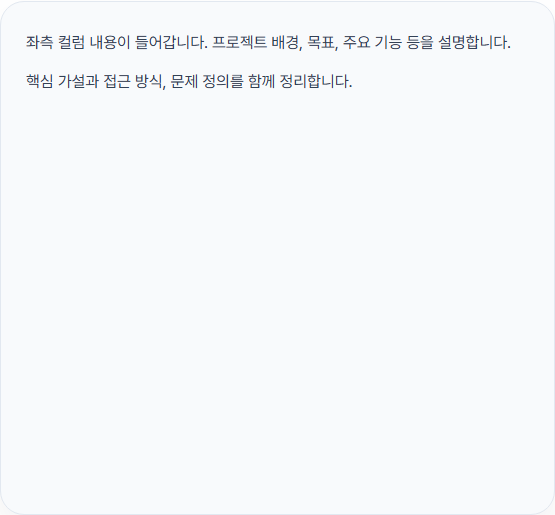 좌측 컬럼 내용이 들어갑니다. 프로젝트 배경, 목표, 주요 기능 등을 설명합니다.
핵심 가설과 접근 방식, 문제 정의를 함께 정리합니다.